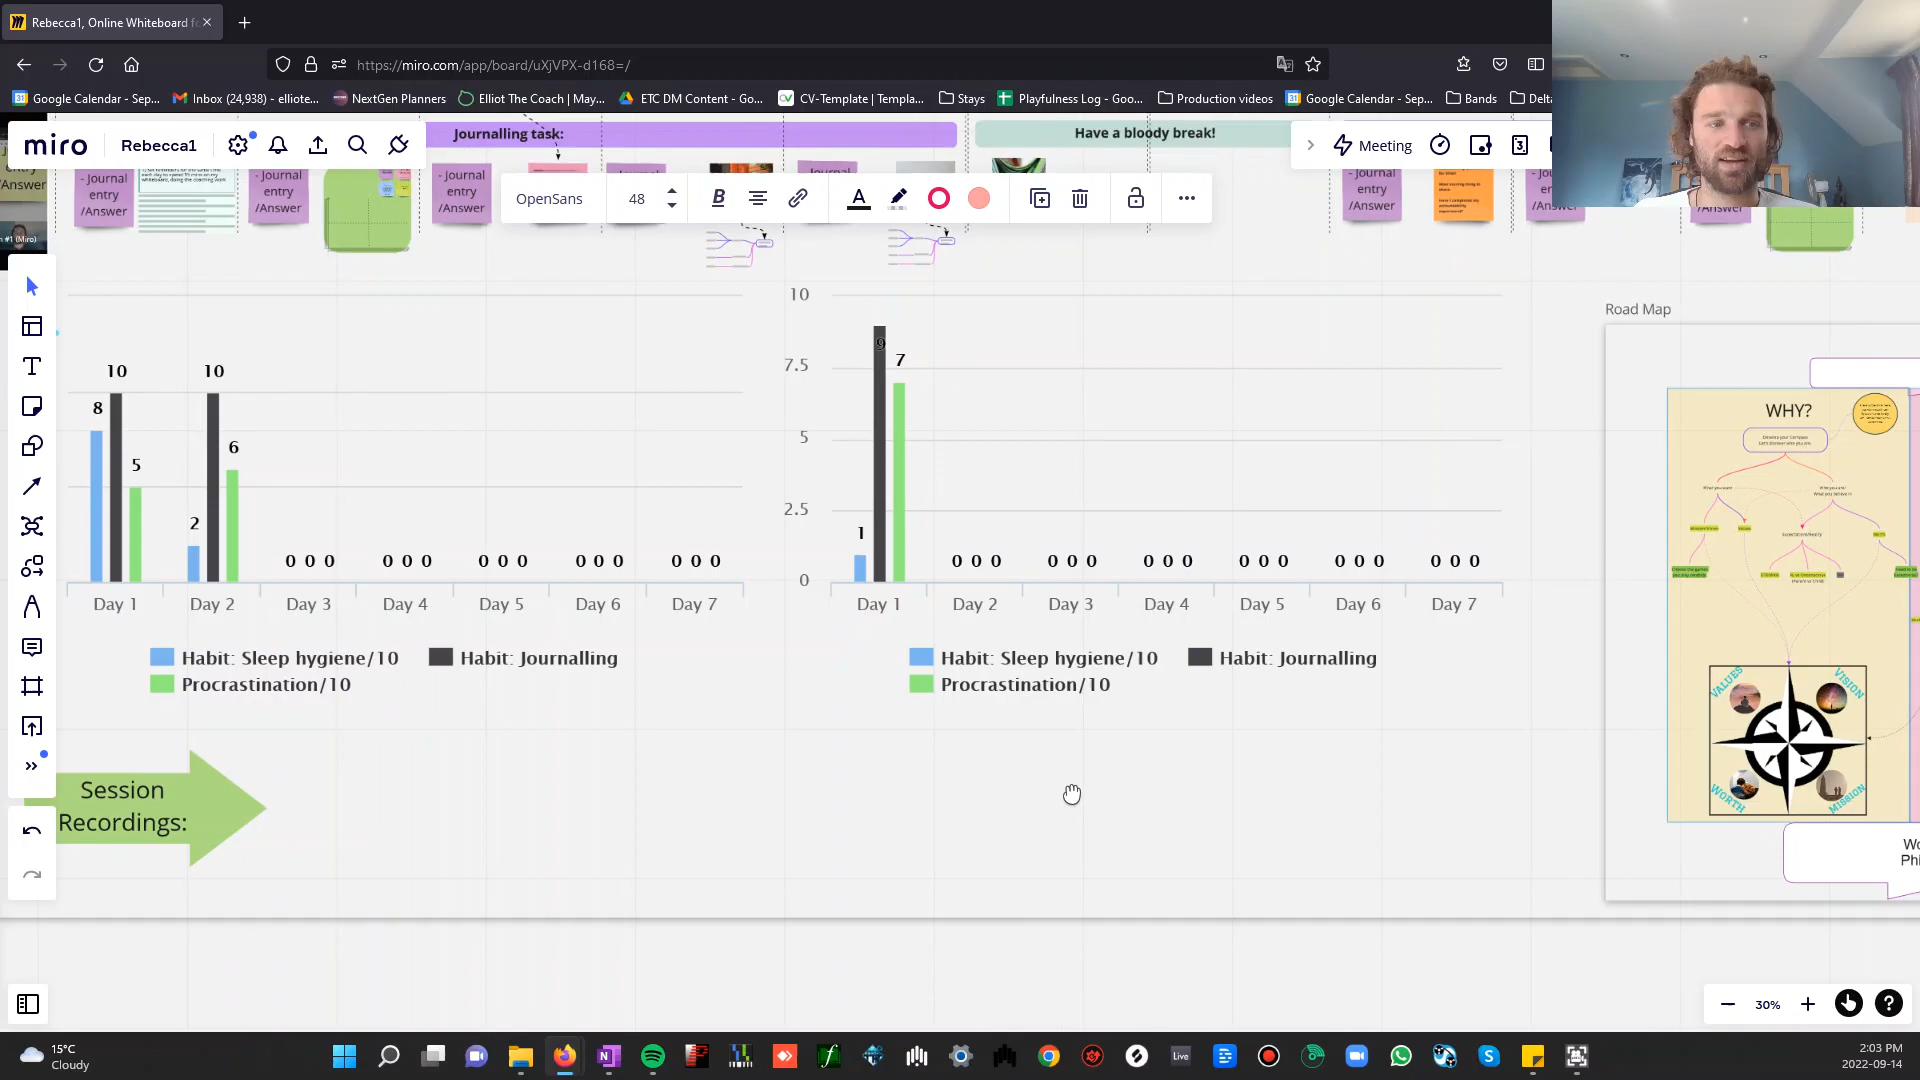 Rebecca1, Online Whiteboard fo
https://miro.com/app/board/uXjVPX-d168=/
Google Calendar - Sep...
Inbox (24,938) - elliote...
NextGen Planners
Elliot The Coach | May...
ETC DM Content - Go...
CV-Template | Templa...
Stays
Playfulness Log - Goo...
Production videos
Google Calendar - Sep...
Bands
Delta
miro
Rebecca1
Journalling task:
Have a bloody break!
Meeting
entry
/Answer
- Journal
entry
/Answer
- Journal
entry
/Answer
- Journal
entry
/Answer
- Journal
entry
/Answer
OpenSans
48
n #1 (Miro)
10
8
10
5
2
6
0 0 0
0 0 0
0 0 0
0 0 0
0 0 0
Day 1
Day 2
Day 3
Day 4
Day 5
Day 6
Day 7
Habit: Sleep hygiene/10
Habit: Journalling
Procrastination/10
10
7.5
5
2.5
0
1
9
7
0 0 0
0 0 0
0 0 0
0 0 0
0 0 0
0 0 0
Day 1
Day 2
Day 3
Day 4
Day 5
Day 6
Day 7
Habit: Sleep hygiene/10
Habit: Journalling
Procrastination/10
Session
Recordings:
Road Map
WHY?
VALUES
VISION
WORTH
MISSION
Wo
Phi
30%
15°C
Cloudy
Live
2:03 PM
2022-09-14